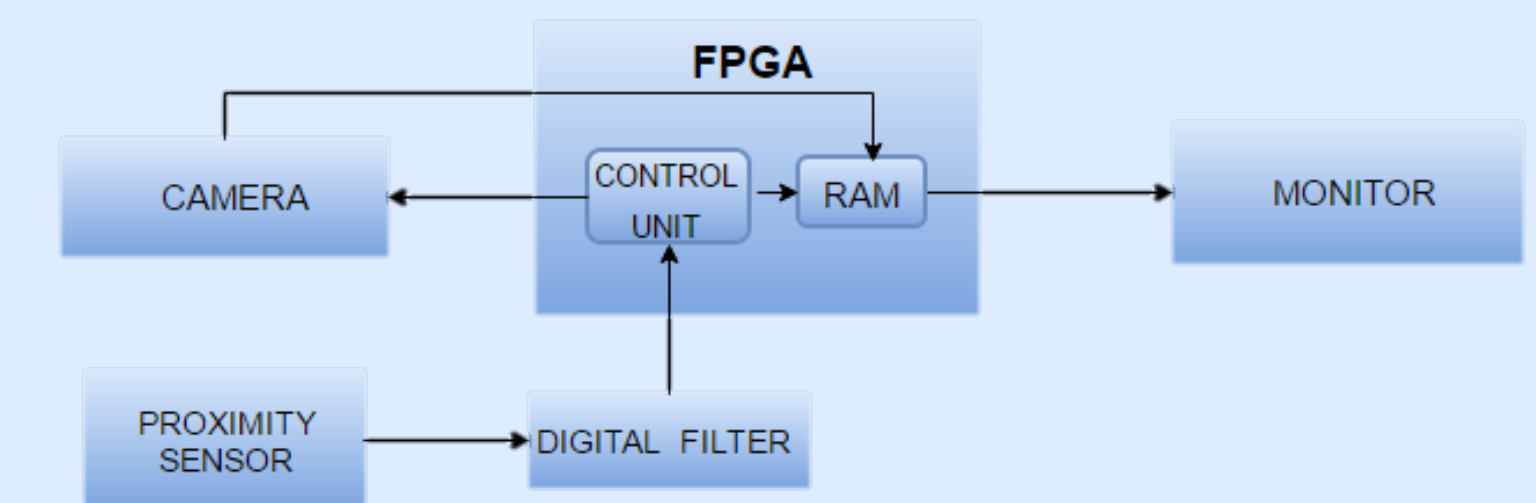 FPGA
CAMERA
CONTROL
UNIT
RAM
MONITOR
PROXIMITY
SENSOR
DIGITAL FILTER